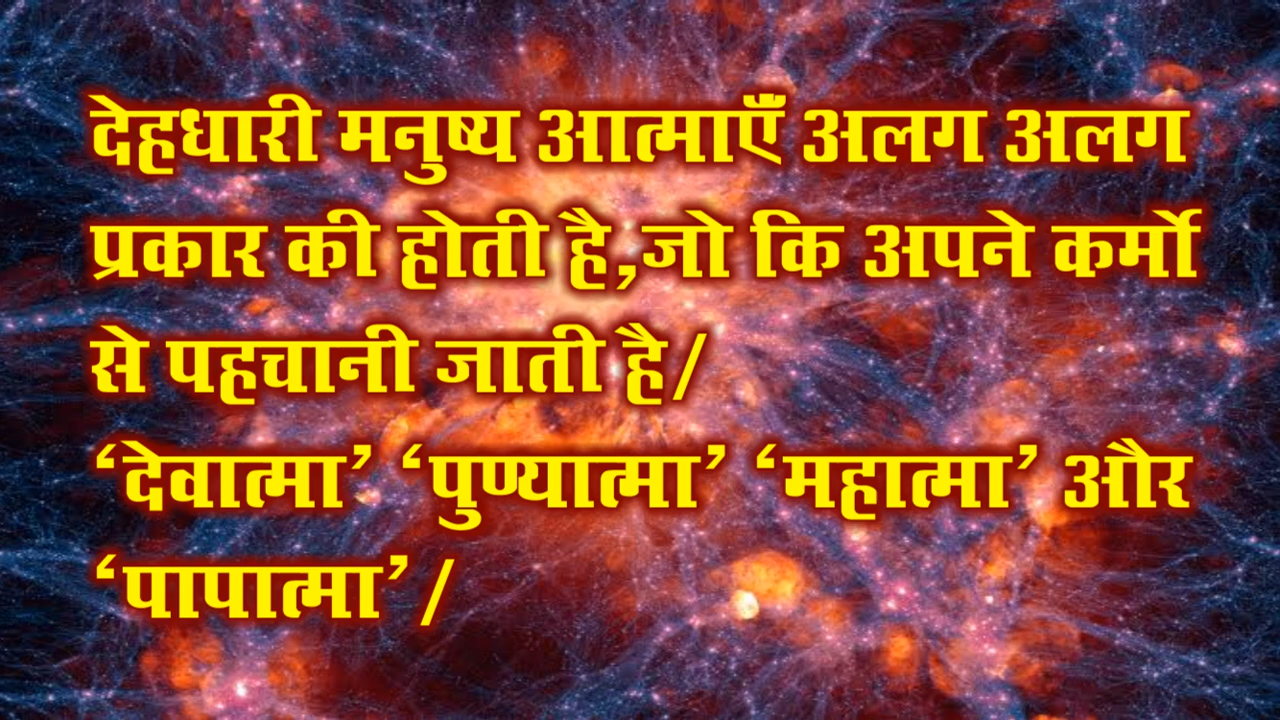 देहधारी मनुष्य आत्माएँ अलग अलग
प्रकार की होती है,जो कि अपने कर्मो
से पहचानी जाती है/
‘देवात्मा’ ‘पुण्यात्मा’ ‘महात्मा’ और
‘पापात्मा’/